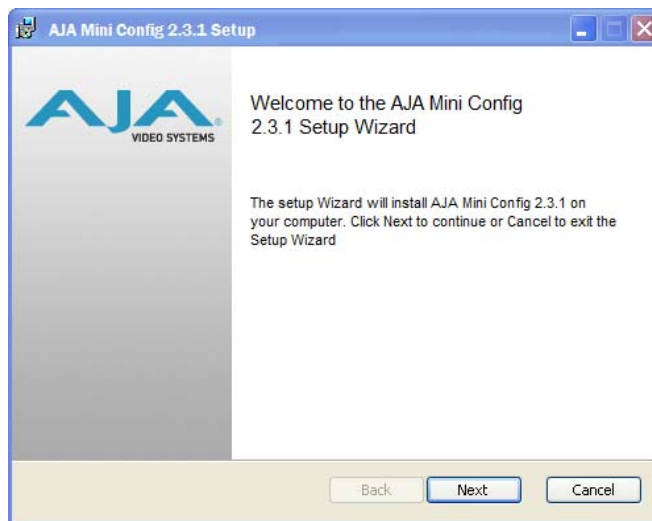 AJA Mini Config 2.3.1 Setup
AJA
VIDEO SYSTEMS
Welcome to the AJA Mini Config
2.3.1 Setup Wizard
The setup Wizard will install AJA Mini Config 2.3.1 on
your computer. Click Next to continue or Cancel to exit the
Setup Wizard
Back
Next
Cancel